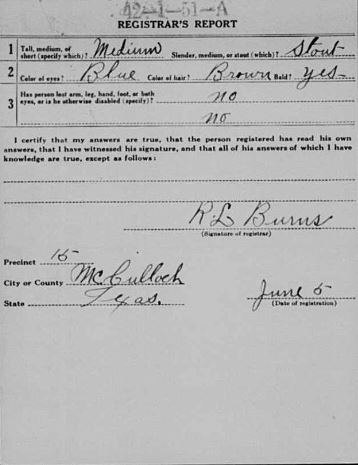 42-1-51-A
REGISTRAR'S REPORT
1 Tall, medium, or short (specify which)? Medium Slender, medium, or stout (which)? Stout
2 Color of eyes? Blue Color of hair? Brown Bald? Yes
3 Has person lost arm, leg, hand, foot, or both eyes, or is he otherwise disabled (specify)? no
no
I certify that my answers are true, that the person registered has read his own
answers, that I have witnessed his signature, and that all of his answers of which I have
knowledge are true, except as follows:
R L Burns
(Signature of registrar)
Precinct 15
City or County McCulloch
State Texas.
June 5
(Date of registration)